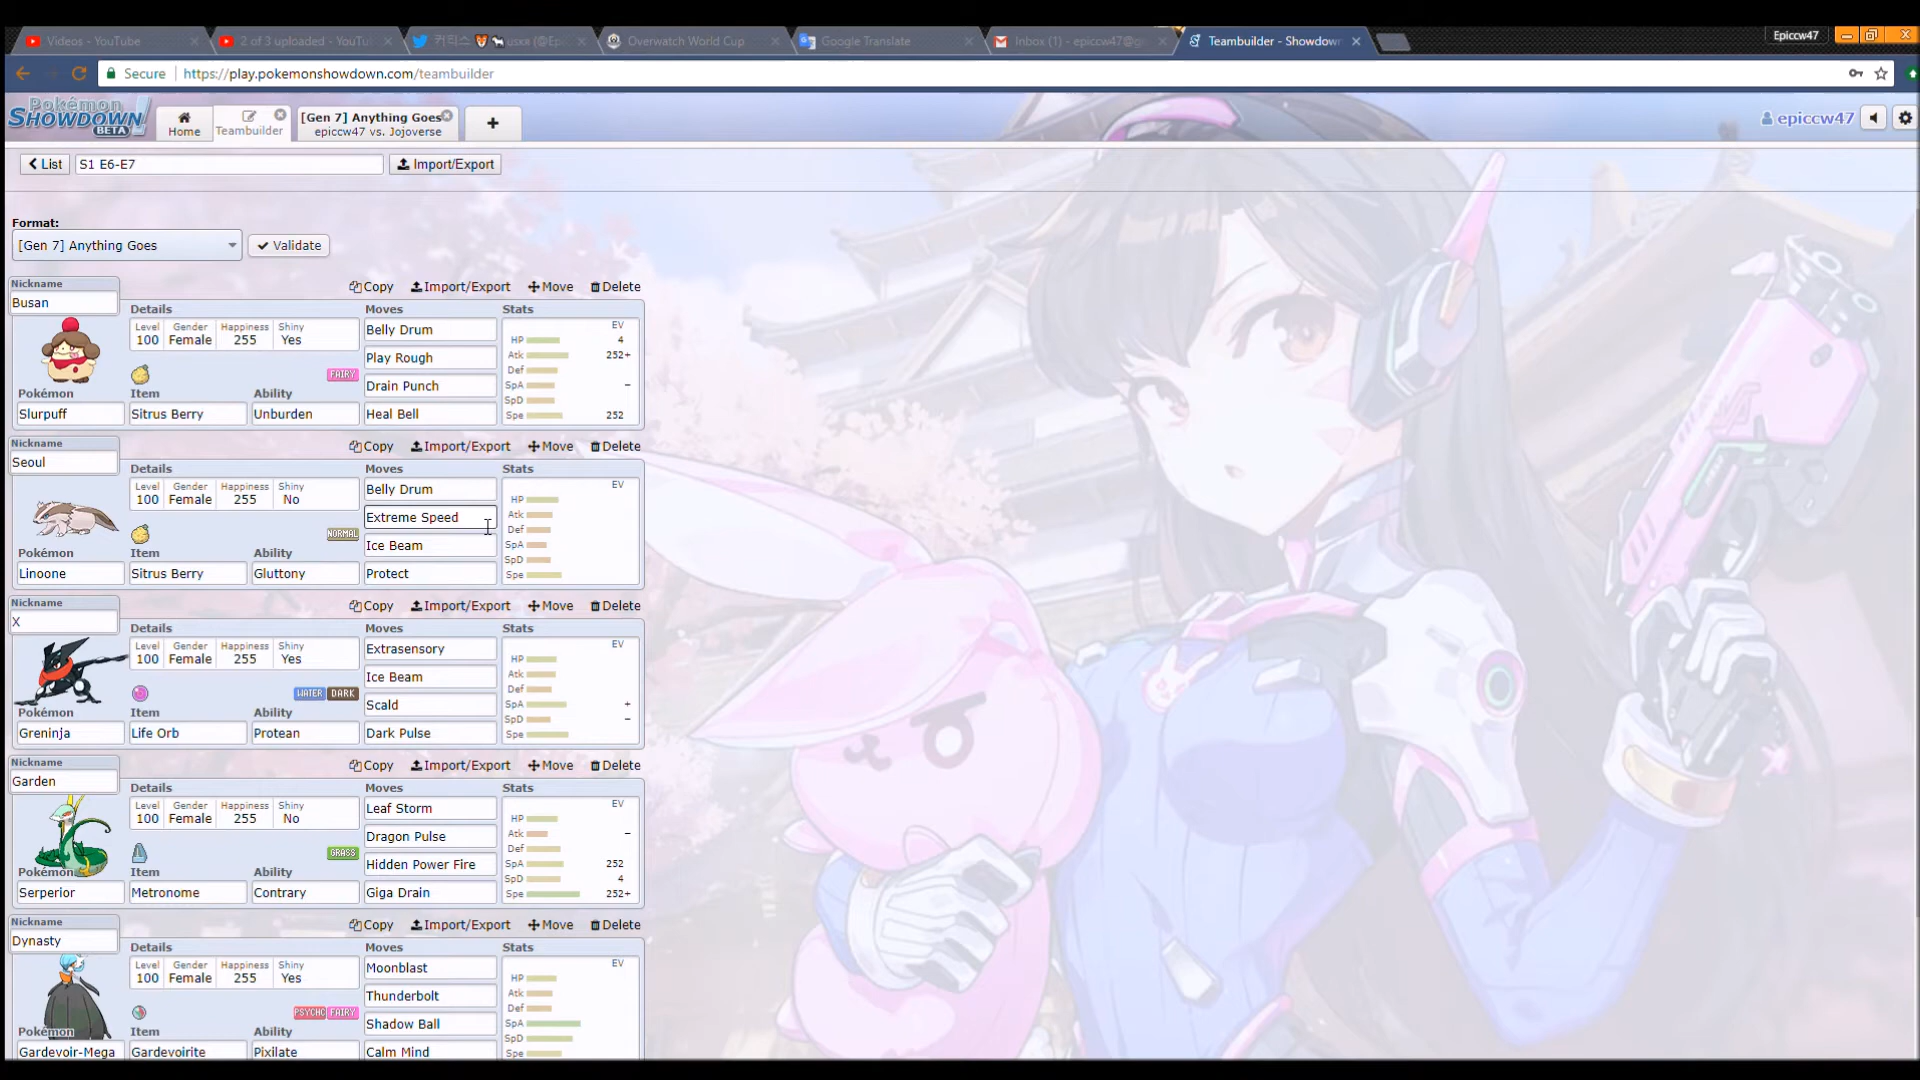 Videos - YouTube
2 of 3 uploaded - YouTu
Overwatch World Cup
Google Translate
Inbox (1) - epiccw47@g
Teambuilder - Showdown
Epiccw47
Secure
https://play.pokemonshowdown.com/teambuilder
Pokémon
SHOWDOWN!
BETA
Home
Teambuilder
[Gen 7] Anything Goes
epiccw47 vs. Jojoverse
epiccw47
List
S1 E6-E7
Import/Export
Format:
[Gen 7] Anything Goes
Validate
Nickname
Copy Import/Export Move Delete
Busan
Details Moves Stats
Level Gender Happiness Shiny
100 Female 255 Yes
Belly Drum
Play Rough
Drain Punch
Heal Bell
EV
HP 4
Atk 252+
Def
SpA −
SpD
Spe 252
FAIRY
Pokémon Item Ability
Slurpuff Sitrus Berry Unburden
Nickname
Copy Import/Export Move Delete
Seoul
Details Moves Stats
Level Gender Happiness Shiny
100 Female 255 No
Belly Drum
Extreme Speed
Ice Beam
Protect
EV
HP
Atk
Def
SpA
SpD
Spe
NORMAL
Pokémon Item Ability
Linoone Sitrus Berry Gluttony
Nickname
Copy Import/Export Move Delete
X
Details Moves Stats
Level Gender Happiness Shiny
100 Female 255 Yes
Extrasensory
Ice Beam
Scald
Dark Pulse
EV
HP
Atk
Def
SpA +
SpD −
Spe
WATER DARK
Pokémon Item Ability
Greninja Life Orb Protean
Nickname
Copy Import/Export Move Delete
Garden
Details Moves Stats
Level Gender Happiness Shiny
100 Female 255 No
Leaf Storm
Dragon Pulse
Hidden Power Fire
Giga Drain
EV
HP
Atk −
Def
SpA 252
SpD 4
Spe 252+
GRASS
Pokémon Item Ability
Serperior Metronome Contrary
Nickname
Copy Import/Export Move Delete
Dynasty
Details Moves Stats
Level Gender Happiness Shiny
100 Female 255 Yes
Moonblast
Thunderbolt
Shadow Ball
Calm Mind
EV
HP
Atk
Def
SpA
SpD
Spe
PSYCHC FAIRY
Pokémon Item Ability
Gardevoir-Mega Gardevoirite Pixilate